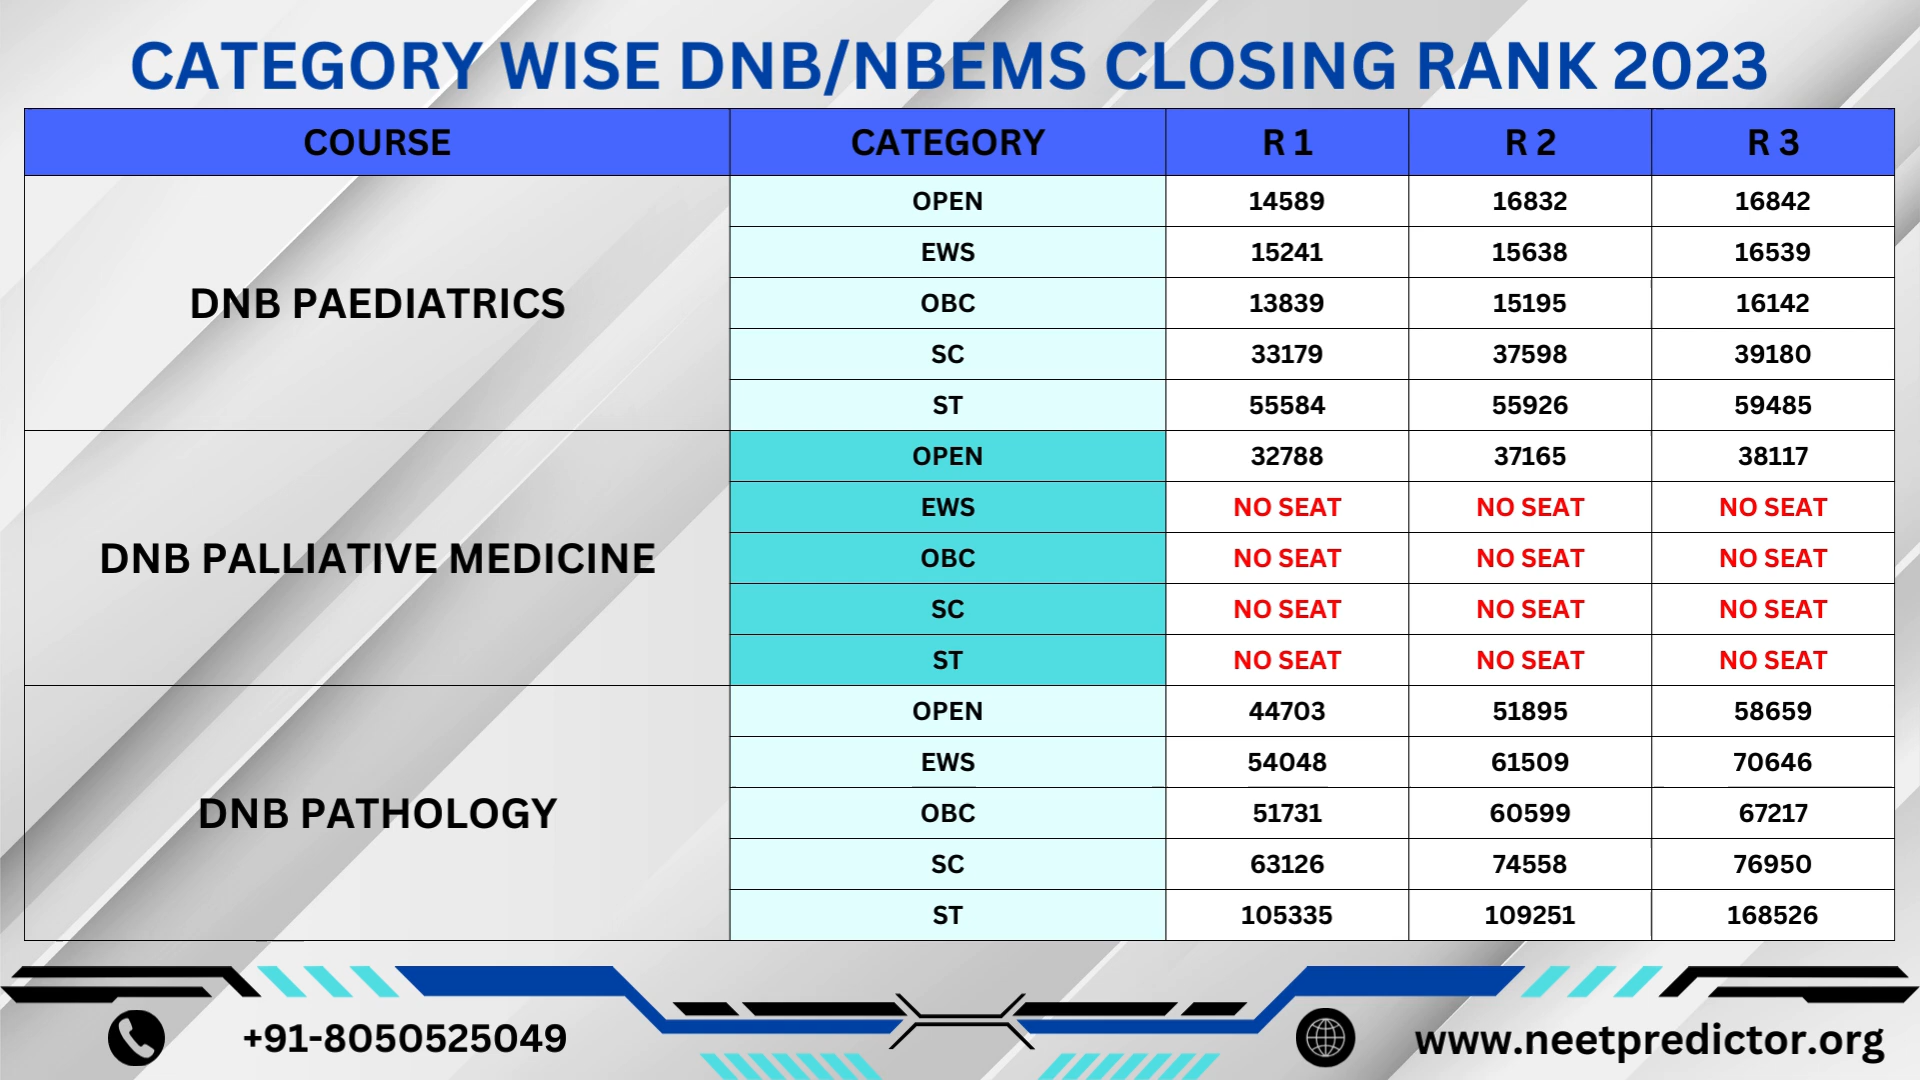 CATEGORY WISE DNB/NBEMS CLOSING RANK 2023
COURSE CATEGORY R 1 R 2 R 3
DNB PAEDIATRICS
OPEN 14589 16832 16842
EWS 15241 15638 16539
OBC 13839 15195 16142
SC 33179 37598 39180
ST 55584 55926 59485
DNB PALLIATIVE MEDICINE
OPEN 32788 37165 38117
EWS NO SEAT NO SEAT NO SEAT
OBC NO SEAT NO SEAT NO SEAT
SC NO SEAT NO SEAT NO SEAT
ST NO SEAT NO SEAT NO SEAT
DNB PATHOLOGY
OPEN 44703 51895 58659
EWS 54048 61509 70646
OBC 51731 60599 67217
SC 63126 74558 76950
ST 105335 109251 168526
+91-8050525049 www.neetpredictor.org